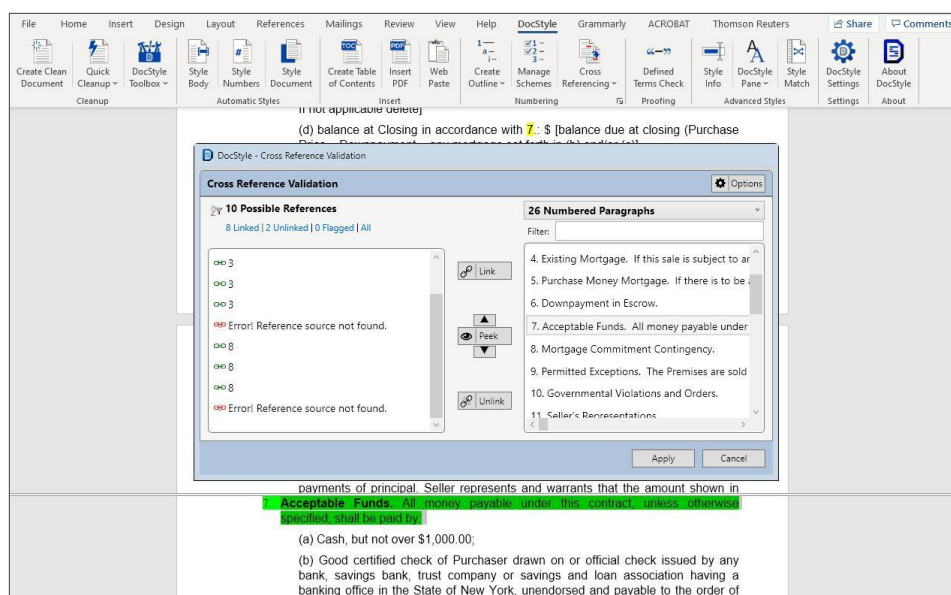 File Home Insert Design Layout References Mailings Review View Help DocStyle Grammarly ACROBAT Thomson Reuters Share Comments
Create Clean Document Quick Cleanup DocStyle Toolbox Style Body Style Numbers Style Document Create Table of Contents Insert PDF Web Paste Create Outline Manage Schemes Cross Referencing Defined Terms Check Style Info DocStyle Pane Style Match DocStyle Settings About DocStyle
Cleanup Automatic Styles Insert Numbering Proofing Advanced Styles Settings About
if not applicable delete]
(d) balance at Closing in accordance with 7.: $ [balance due at closing (Purchase
DocStyle - Cross Reference Validation
Cross Reference Validation Options
10 Possible References
8 Linked | 2 Unlinked | 0 Flagged | All
3
3
3
Error! Reference source not found.
8
8
8
Error! Reference source not found.
Link
Peek
Unlink
26 Numbered Paragraphs
Filter:
4. Existing Mortgage. If this sale is subject to
5. Purchase Money Mortgage. If there is to be
6. Downpayment in Escrow.
7. Acceptable Funds. All money payable under
8. Mortgage Commitment Contingency.
9. Permitted Exceptions. The Premises are sold
10. Governmental Violations and Orders.
11. Seller's Representations
Apply Cancel
payments of principal. Seller represents and warrants that the amount shown in
7. Acceptable Funds. All money payable under this contract, unless otherwise
specified, shall be paid by:
(a) Cash, but not over $1,000.00;
(b) Good certified check of Purchaser drawn on or official check issued by any
bank, savings bank, trust company or savings and loan association having a
banking office in the State of New York, unendorsed and payable to the order of